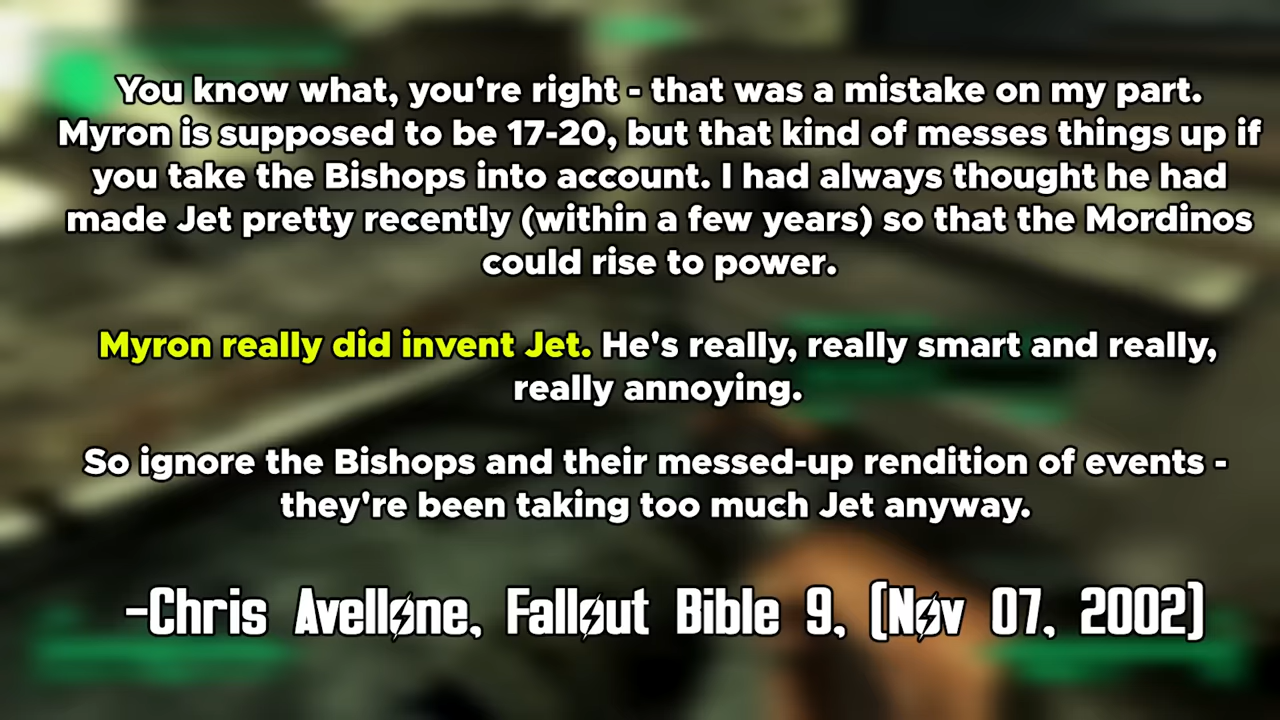 You know what, you're right - that was a mistake on my part.
Myron is supposed to be 17-20, but that kind of messes things up if
you take the Bishops into account. I had always thought he had
made Jet pretty recently (within a few years) so that the Mordinos
could rise to power.
Myron really did invent Jet. He's really, really smart and really,
really annoying.
So ignore the Bishops and their messed-up rendition of events -
they're been taking too much Jet anyway.
-Chris Avellone, Fallout Bible 9, (Nov 07, 2002)